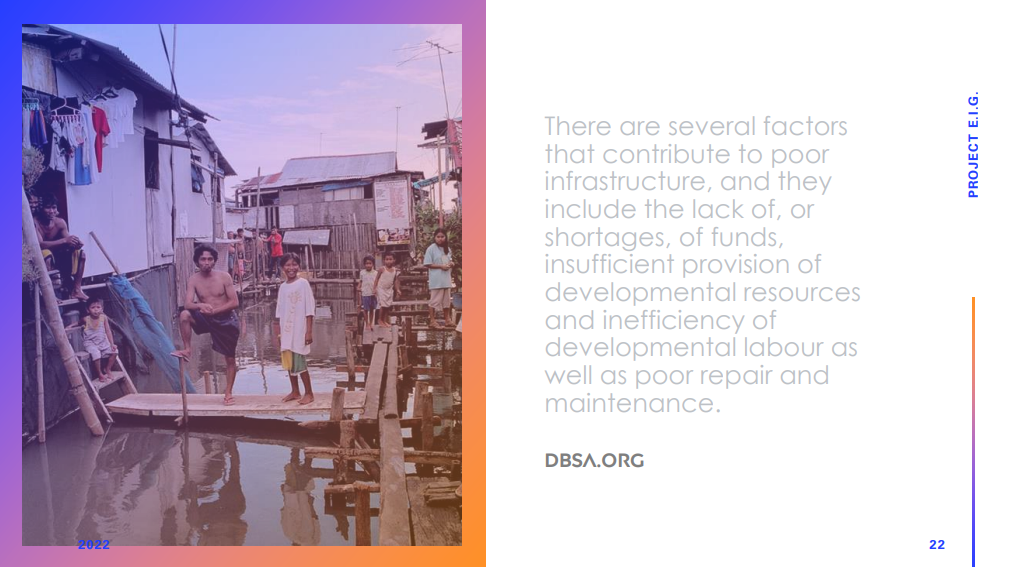 There are several factors
that contribute to poor
infrastructure, and they
include the lack of, or
shortages, of funds,
insufficient provision of
developmental resources
and inefficiency of
developmental labour as
well as poor repair and
maintenance.
DBSA.ORG
PROJECT E.I.G.
2022
22